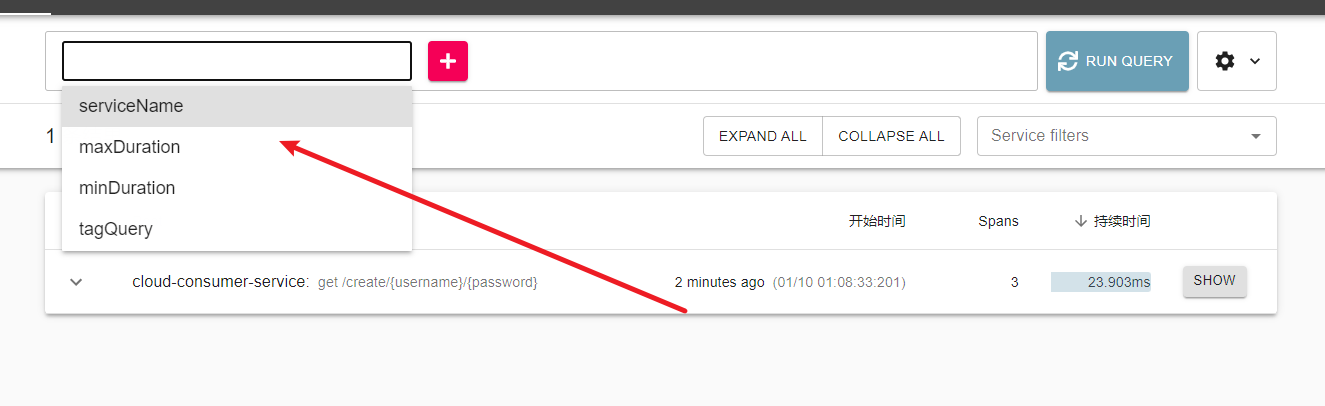 RUN QUERY
serviceName
maxDuration
minDuration
tagQuery
1
EXPAND ALL
COLLAPSE ALL
Service filters
开始时间
Spans
持续时间
cloud-consumer-service: get /create/{username}/{password}
2 minutes ago (01/10 01:08:33:201)
3
23.903ms
SHOW